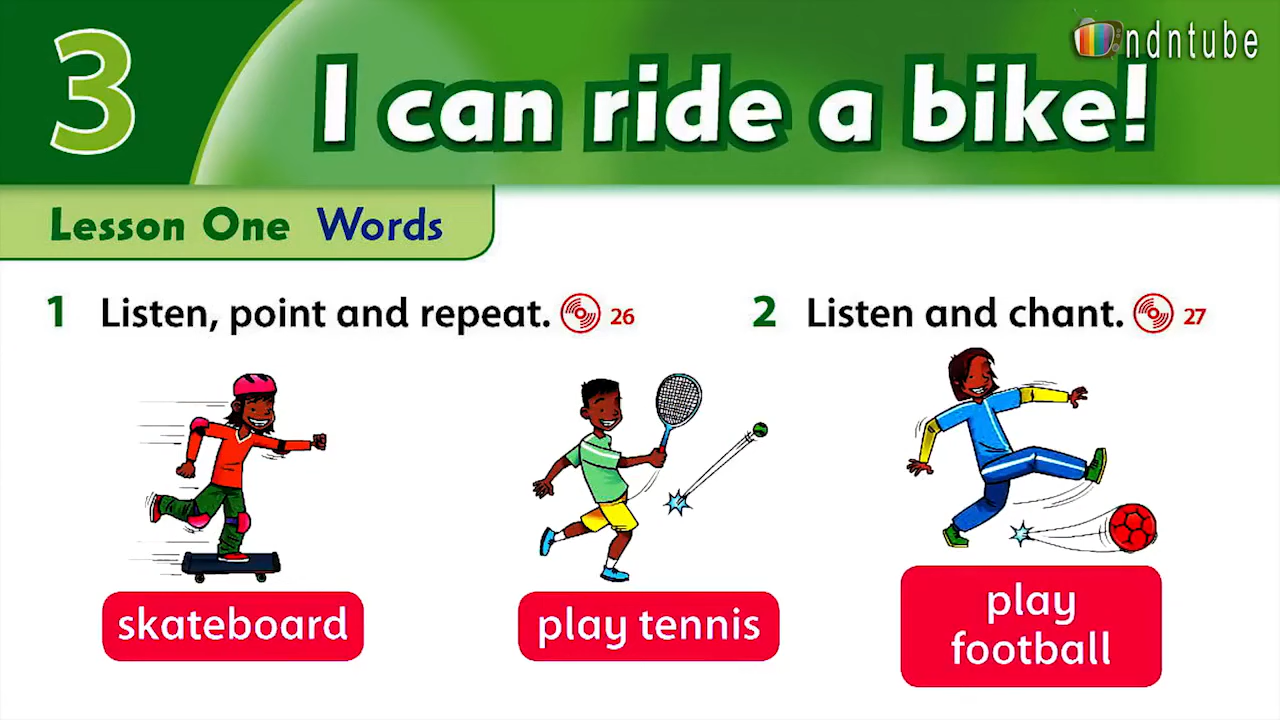 3
I can ride a bike!
ndntube
Lesson One Words
1 Listen, point and repeat. 26
2 Listen and chant. 27
skateboard
play tennis
play
football